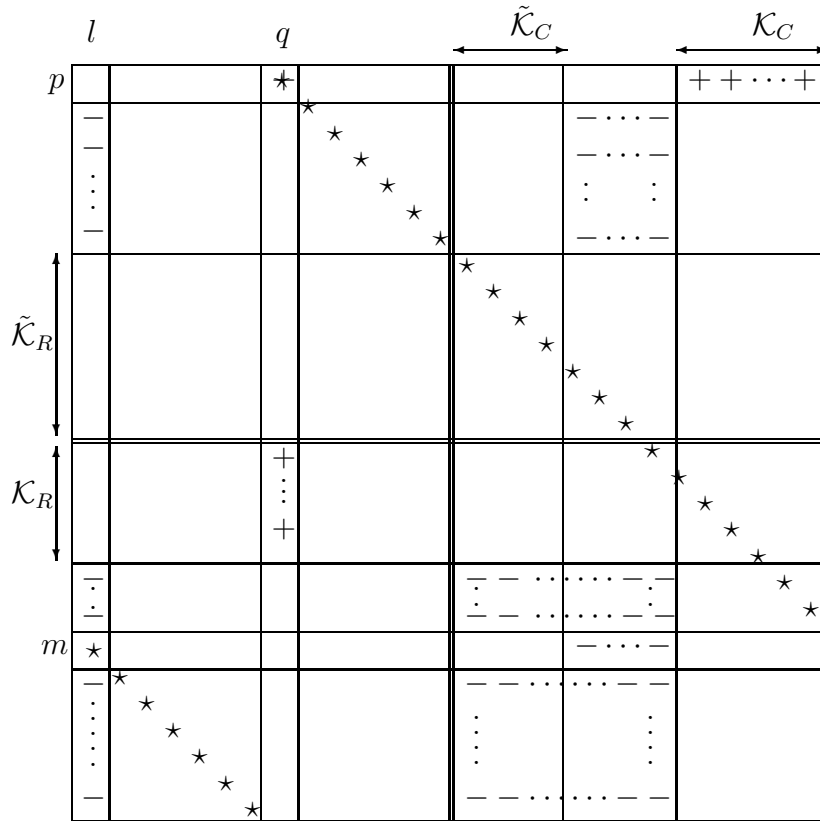 l q 𝒦̃_C 𝒦_C
p ⋆ + + + ⋯ +
— ⋆ — ⋯ —
— ⋆ — ⋯ —
⋮ ⋆ ⋮ ⋮
— ⋆ — ⋯ —
𝒦̃_R ⋆
𝒦_R + ⋆
⋮ ⋆
+ ⋆
— — — ⋯⋯ — — ⋆
⋮ ⋮ ⋮
— — — ⋯⋯ — — ⋆
m ⋆ — ⋯ —
— ⋆ — — ⋯⋯ — —
⋮ ⋆ ⋮ ⋮
— ⋆ — — ⋯⋯ — —